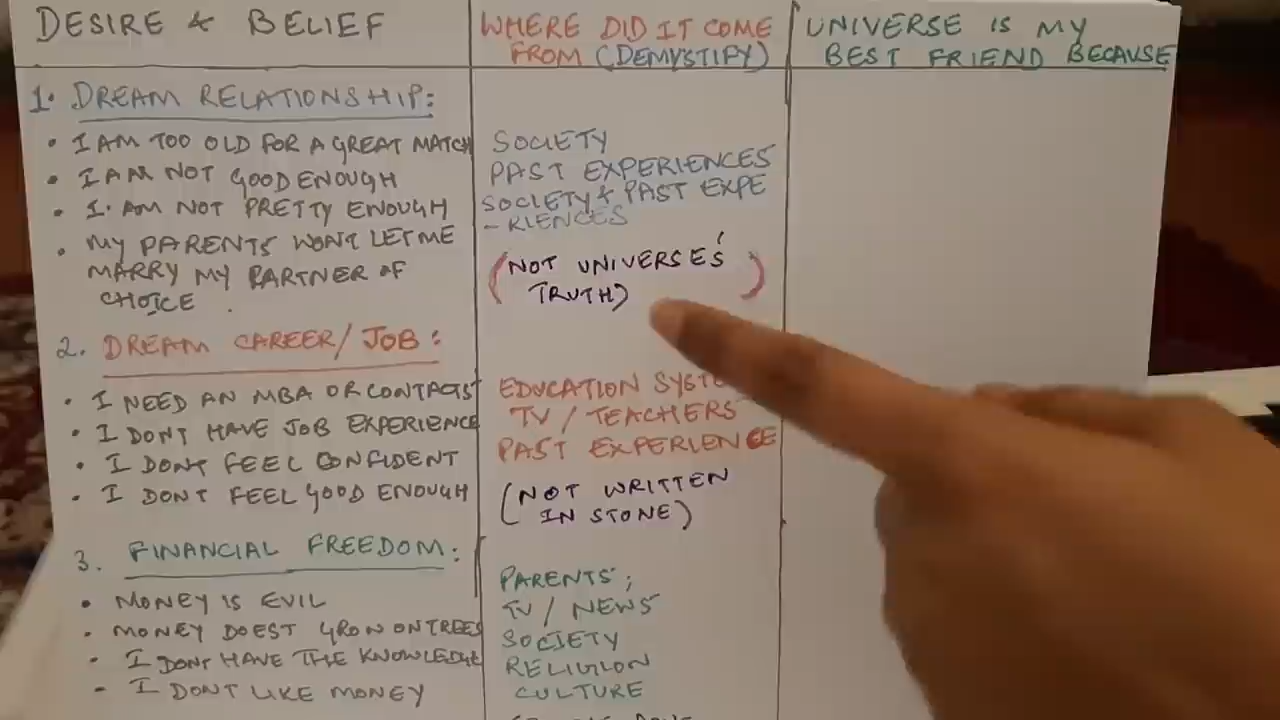 DESIRE & BELIEF
1. DREAM RELATIONSHIP:
• I AM TOO OLD FOR A GREAT MATCH
• I AM NOT GOOD ENOUGH
• I AM NOT PRETTY ENOUGH
• MY PARENTS WONT LET ME
MARRY MY PARTNER OF
CHOICE.
2. DREAM CAREER/JOB:
• I NEED AN MBA OR CONTACTS
• I DONT HAVE JOB EXPERIENCE
• I DONT FEEL CONFIDENT
• I DON'T FEEL GOOD ENOUGH
3. FINANCIAL FREEDOM:
• MONEY IS EVIL
• MONEY DOEST GROW ON TREES
• I DONT HAVE THE KNOWLEDGE
• I DONT LIKE MONEY
WHERE DID IT COME
FROM (DEMYSTIFY)
SOCIETY
PAST EXPERIENCES
SOCIETY & PAST EXPE
-RIENCES
(NOT UNIVERSE'S
TRUTH)
EDUCATION
TV / TEACHERS
PAST EXPERIENCE
(NOT WRITTEN
IN STONE)
PARENTS;
TV / NEWS
SOCIETY
RELIGION
CULTURE
UNIVERSE IS MY
BEST FRIEND BECAUSE